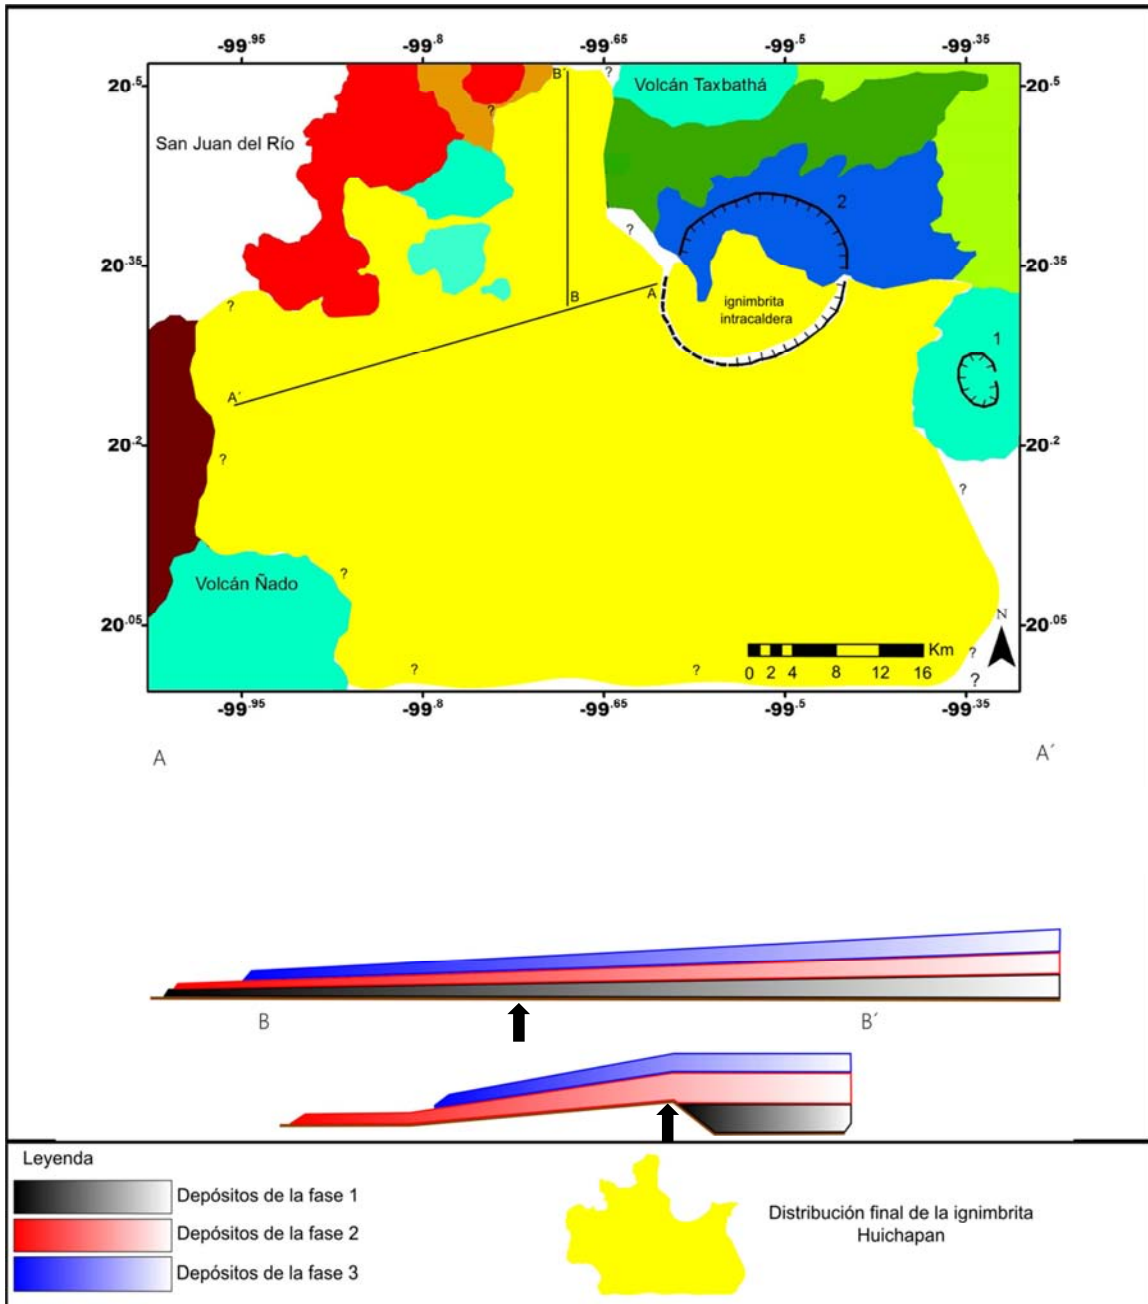 -99.95 -99.8 -99.65 -99.5 -99.35
B´ ?
20.5 Volcán Taxbathá 20.5
?
San Juan del Río
2
?
20.35 20.35
?
B A
ignimbrita
intracaldera
1
A´
20.2 20.2
?
?
Volcán Ñado
?
20.05 N 20.05
Km
? ? ?
0 2 4 8 12 16
?
-99.95 -99.8 -99.65 -99.5 -99.35
A A´
B B´
Leyenda
Depósitos de la fase 1
Depósitos de la fase 2
Depósitos de la fase 3
Distribución final de la ignimbrita
Huichapan